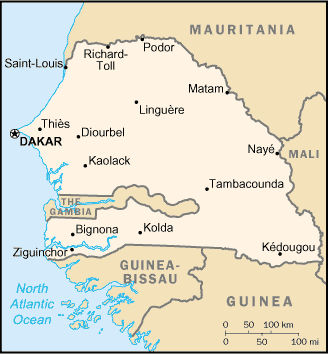 MAURITANIA
Podor
Richard-
Toll
Saint-Louis
Matam
Linguère
Thiès
Diourbel
DAKAR
Nayé
MALI
Kaolack
Tambacounda
THE
GAMBIA
Bignona
Kolda
Ziguinchor
Kédougou
GUINEA-
BISSAU
North
Atlantic
Ocean
GUINEA
0 50 100 km
0 50 100 mi